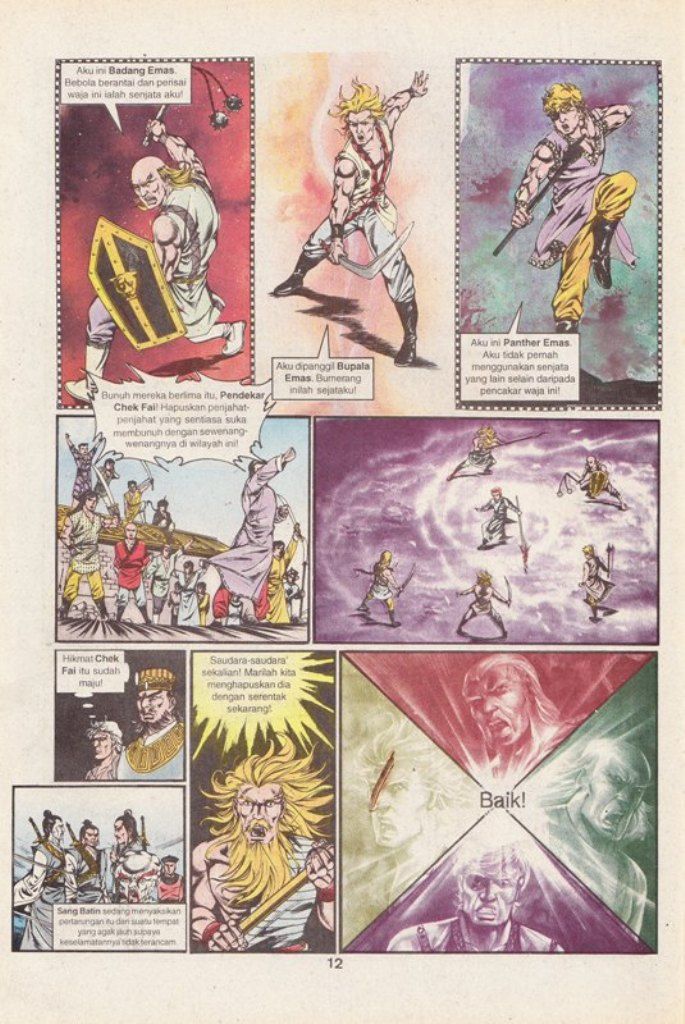 Aku ini Badang Emas.
Bebola berantai dan perisai
waja ini ialah senjata aku!
Aku dipanggil Bupala
Emas. Bumerang
inilah sejataku!
Aku ini Panther Emas.
Aku tidak pernah
menggunakan senjata
yang lain selain daripada
pencakar waja ini!
Bunuh mereka berlima itu, Pendekar
Chek Fai! Hapuskan penjahat-
penjahat yang sentiasa suka
membunuh dengan sewenang-
wenangnya di wilayah ini!
Hikmat Chek
Fai itu sudah
maju!
Saudara-saudara'
sekalian! Marilah kita
menghapuskan dia
dengan serentak
sekarang!
Baik!
Sang Batin sedang menyaksikan
pertarungan itu dari suatu tempat
yang agak jauh supaya
keselamatannya tidak terancam.
12